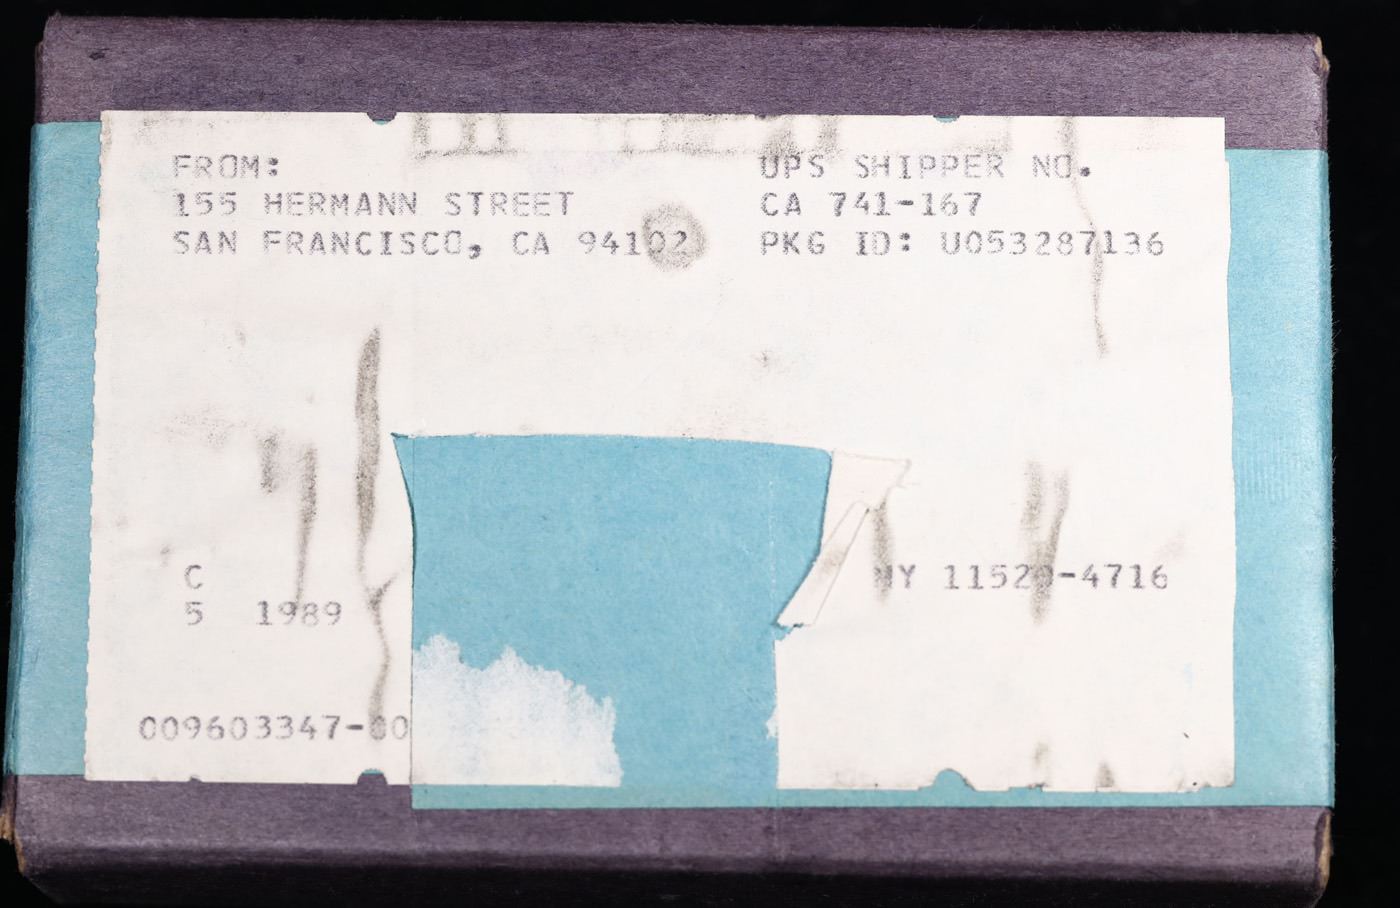 FROM:
155 HERMANN STREET
SAN FRANCISCO, CA 94102
UPS SHIPPER NO.
CA 741-167
PKG ID: U053287136
C
5 1989
NY 11520-4716
009603347-00